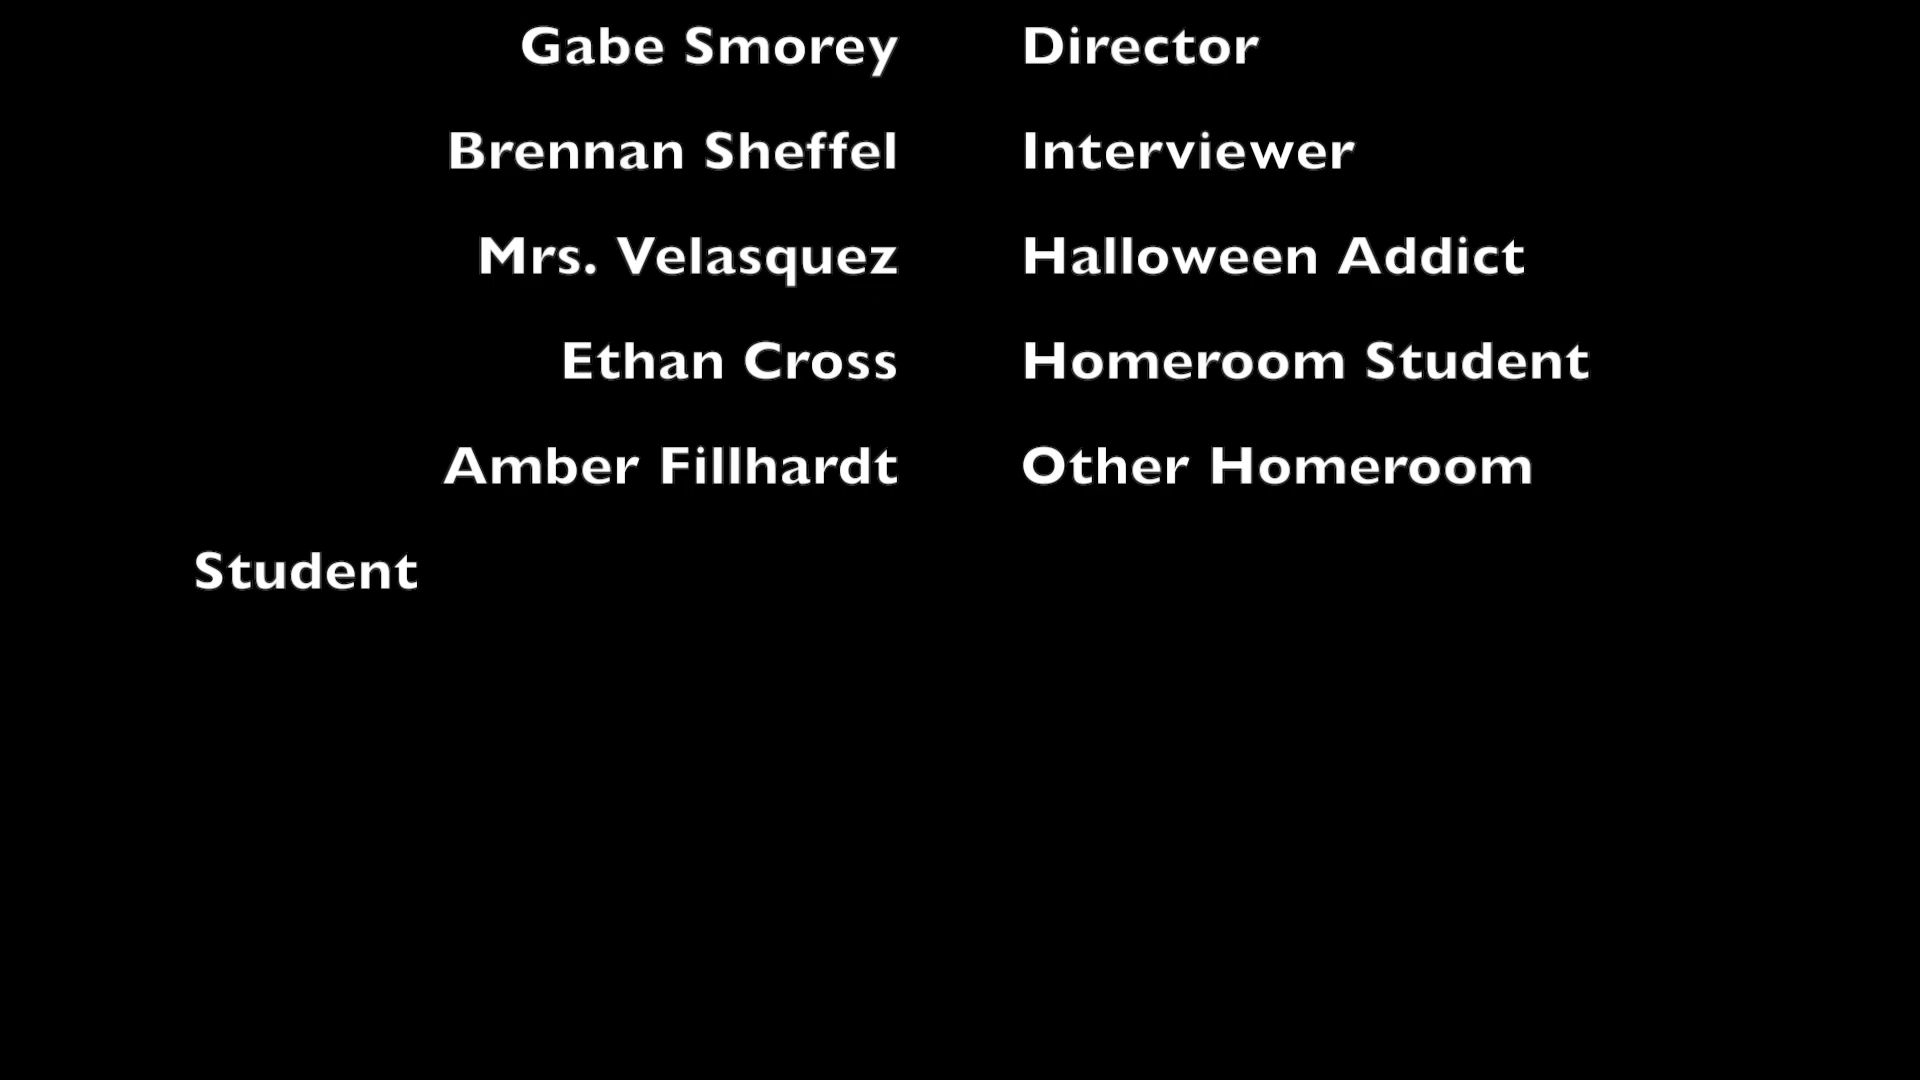 Gabe Smorey Director
Brennan Sheffel Interviewer
Mrs. Velasquez Halloween Addict
Ethan Cross Homeroom Student
Amber Fillhardt Other Homeroom
Student